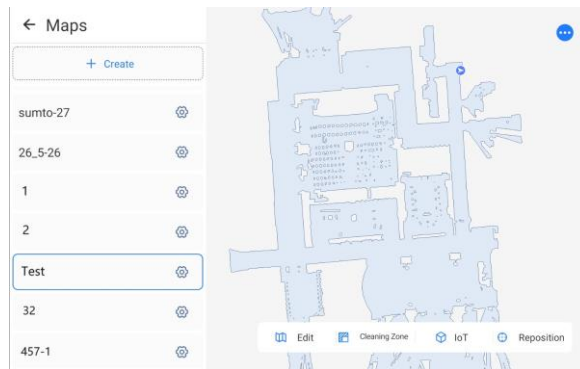 ← Maps
+ Create
sumto-27
26_5-26
1
2
Test
32
457-1
Edit Cleaning Zone IoT Reposition